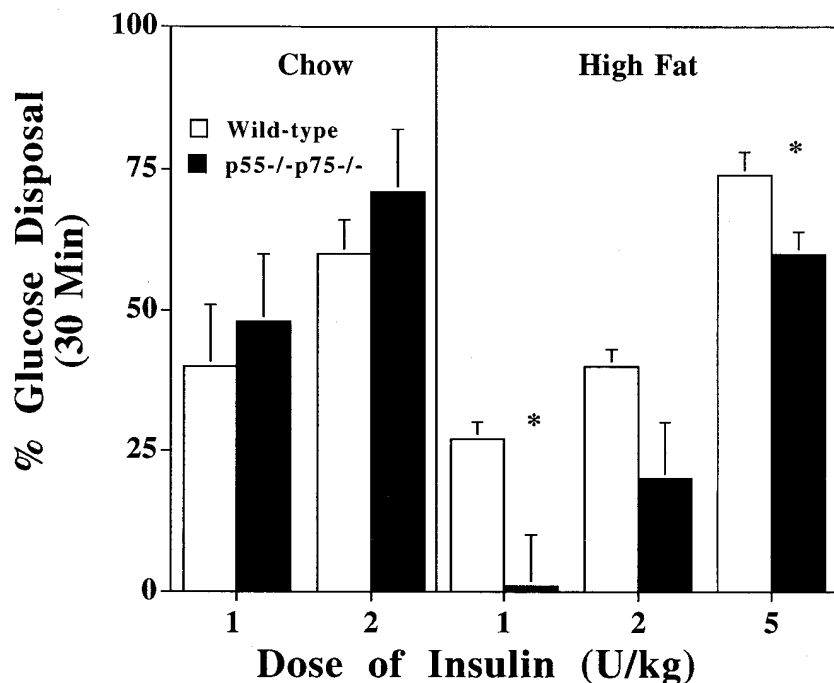 % Glucose Disposal
(30 Min)
100
75
50
25
0
Chow
High Fat
Wild-type
p55-/-p75-/-
*
*
1
2
1
2
5
Dose of Insulin (U/kg)